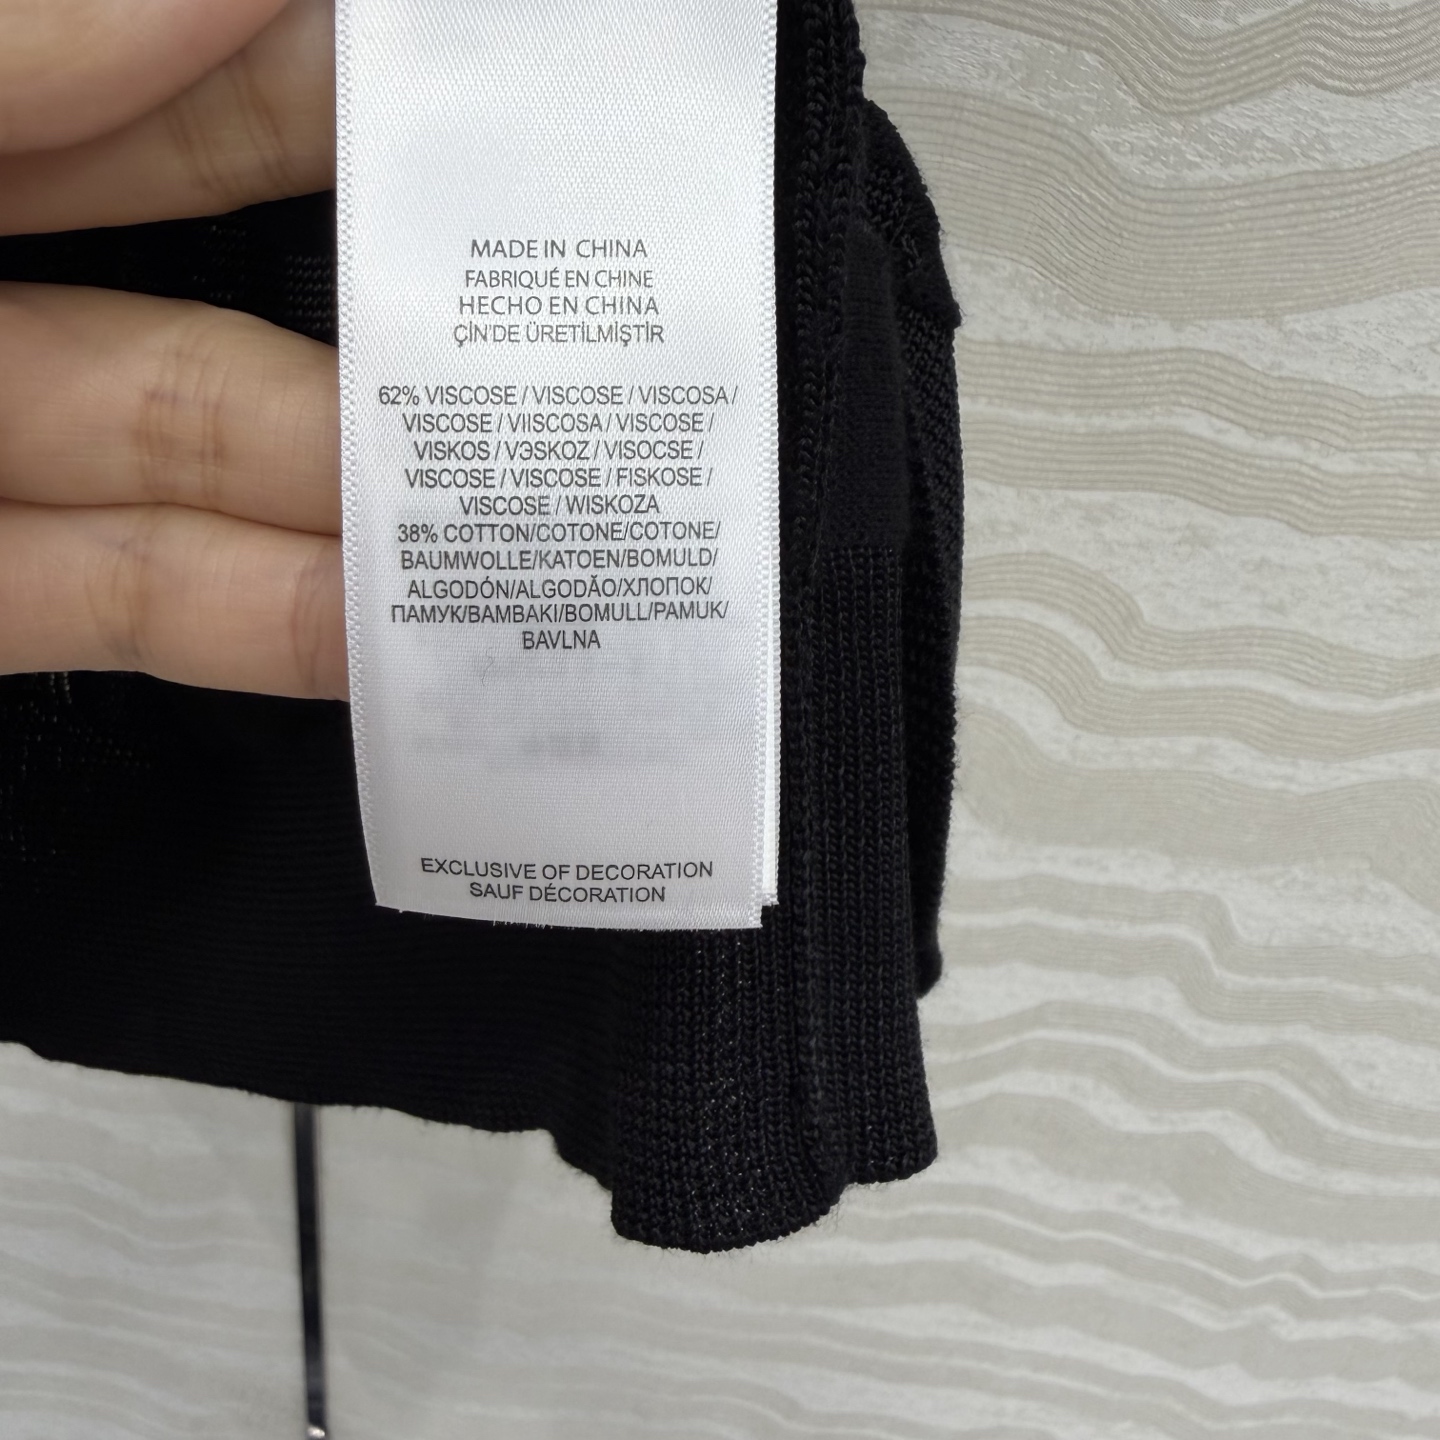 MADE IN CHINA
FABRIQUÉ EN CHINE
HECHO EN CHINA
ÇİN'DE ÜRETİLMİŞTİR
62% VISCOSE / VISCOSE / VISCOSA /
VISCOSE / VIISCOSA / VISCOSE /
VISKOS / VЭSKOZ / VISOCSE /
VISCOSE / VISCOSE / FISKOSE /
VISCOSE / WISKOZA
38% COTTON/COTONE/COTONE/
BAUMWOLLE/KATOEN/BOMULD/
ALGODÓN/ALGODÃO/ХЛОПОК/
ПАМУК/BAMBAKI/BOMULL/PAMUK/
BAVLNA
EXCLUSIVE OF DECORATION
SAUF DÉCORATION